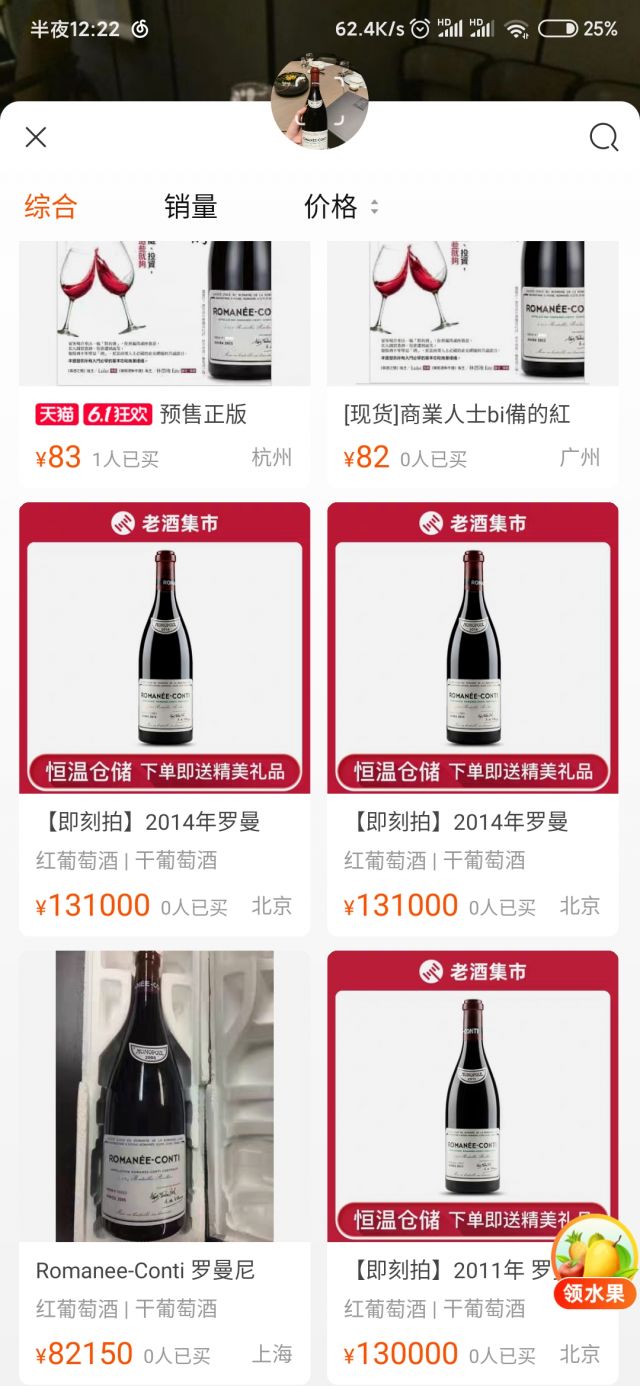 半夜12:22
62.4K/s HD HD 25%
综合 销量 价格
ROMANÉE-CO
ROMANÉE-CO
天猫 6.1狂欢 预售正版
¥83 1人已买 杭州
[现货]商業人士bi備的紅
¥82 0人已买 广州
老酒集市
MONOPOLE
ROMANÉE-CONTI
恒温仓储 下单即送精美礼品
【即刻拍】2014年罗曼
红葡萄酒 | 干葡萄酒
¥131000 0人已买 北京
老酒集市
MONOPOLE
ROMANÉE-CONTI
恒温仓储 下单即送精美礼品
【即刻拍】2014年罗曼
红葡萄酒 | 干葡萄酒
¥131000 0人已买 北京
MONOPOLE
ROMANÉE-CONTI
Romanee-Conti 罗曼尼
红葡萄酒 | 干葡萄酒
¥82150 0人已买 上海
老酒集市
MONOPOLE
ROMANÉE-CONTI
恒温仓储 下单即送精美礼
【即刻拍】2011年 罗
红葡萄酒 | 干葡萄酒
¥130000 0人已买 北京
领水果